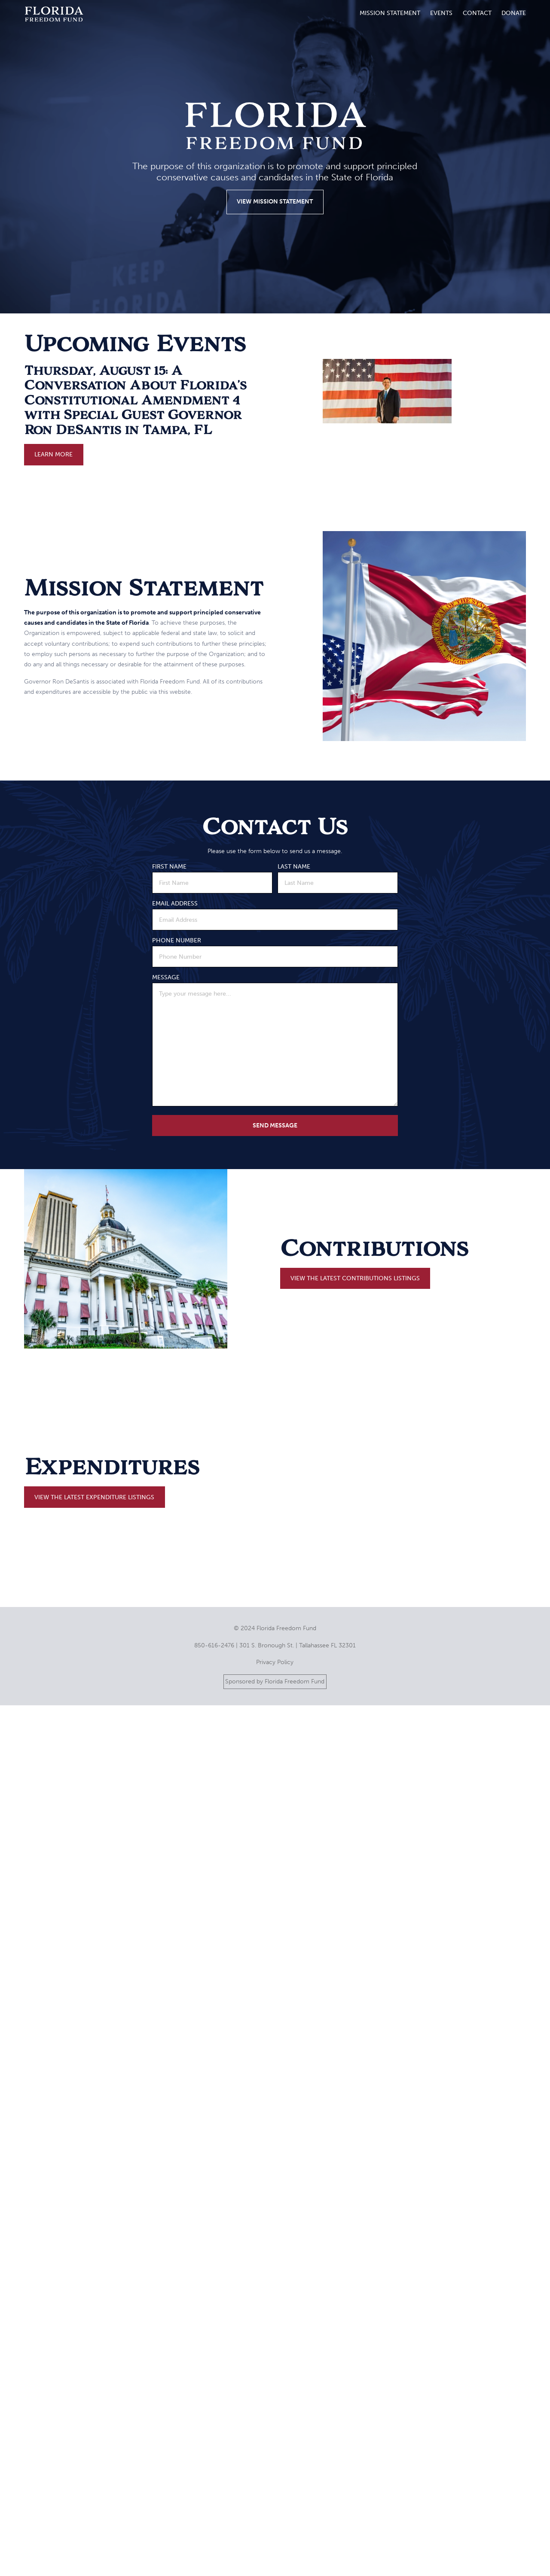 FLORIDA
FREEDOM FUND
MISSION STATEMENT
EVENTS
CONTACT
DONATE
FLORIDA
FREEDOM FUND
The purpose of this organization is to promote and support principled
conservative causes and candidates in the State of Florida
VIEW MISSION STATEMENT
KEEP
FLORIDA
Upcoming Events
Thursday, August 15: A
Conversation About Florida's
Constitutional Amendment 4
with Special Guest Governor
Ron DeSantis in Tampa, FL
LEARN MORE
Mission Statement
The purpose of this organization is to promote and support principled conservative
causes and candidates in the State of Florida. To achieve these purposes, the
Organization is empowered, subject to applicable federal and state law, to solicit and
accept voluntary contributions; to expend such contributions to further these principles;
to employ such persons as necessary to further the purpose of the Organization; and to
do any and all things necessary or desirable for the attainment of these purposes.
Governor Ron DeSantis is associated with Florida Freedom Fund. All of its contributions
and expenditures are accessible by the public via this website.
Contact Us
Please use the form below to send us a message.
FIRST NAME
LAST NAME
First Name
Last Name
EMAIL ADDRESS
Email Address
PHONE NUMBER
Phone Number
MESSAGE
Type your message here...
SEND MESSAGE
Contributions
VIEW THE LATEST CONTRIBUTIONS LISTINGS
Expenditures
VIEW THE LATEST EXPENDITURE LISTINGS
© 2024 Florida Freedom Fund
850-616-2476 | 301 S. Bronough St. | Tallahassee FL 32301
Privacy Policy
Sponsored by Florida Freedom Fund